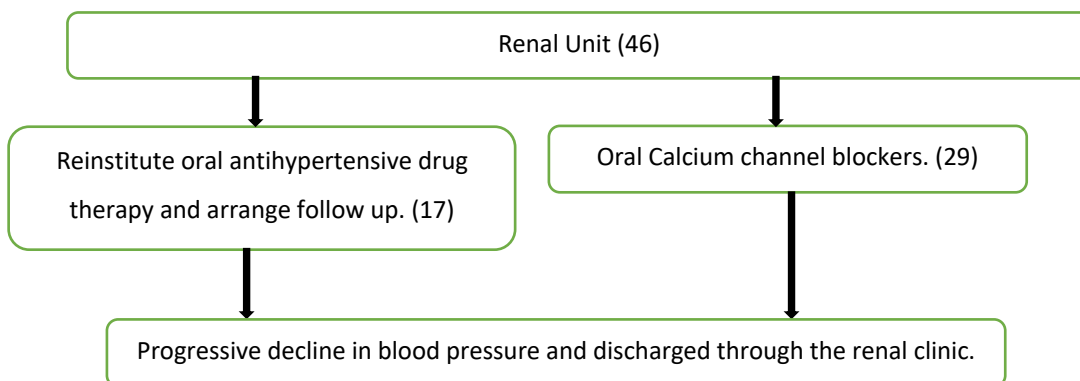 Renal Unit (46)
Reinstitute oral antihypertensive drug
therapy and arrange follow up. (17)
Oral Calcium channel blockers. (29)
Progressive decline in blood pressure and discharged through the renal clinic.